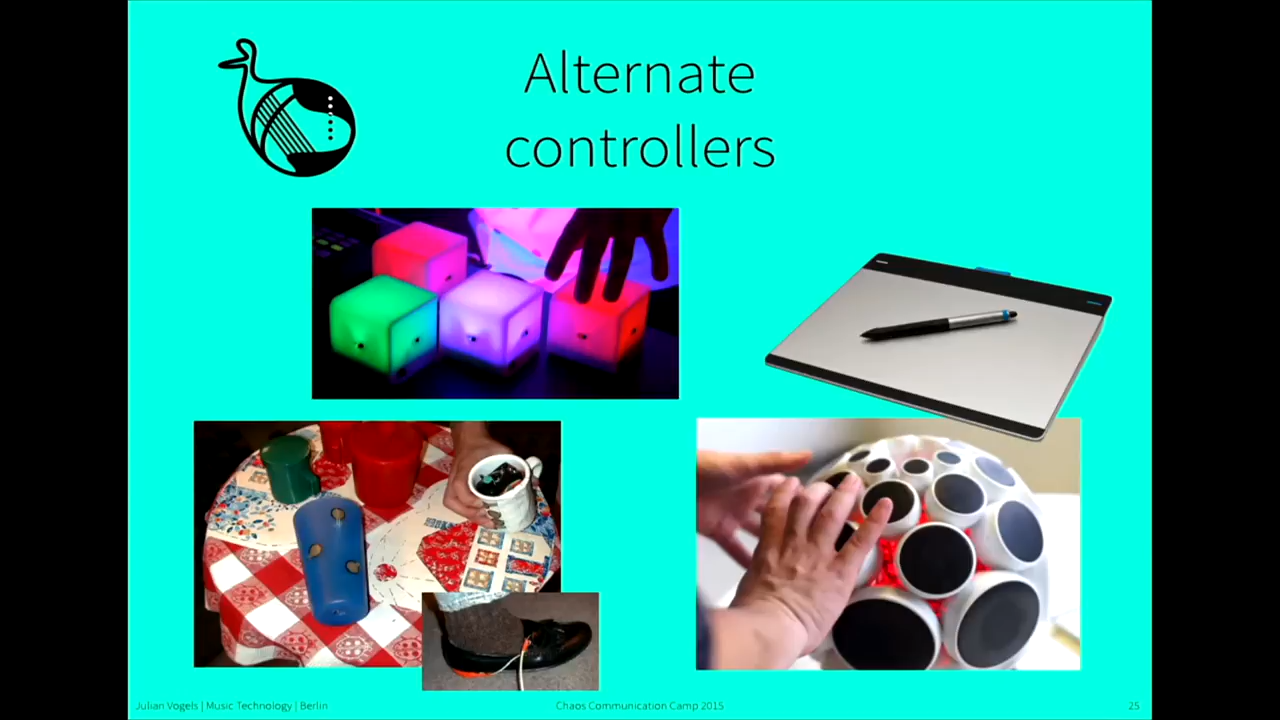 Alternate
controllers
Julian Vogels | Music Technology | Berlin
Chaos Communication Camp 2015
25